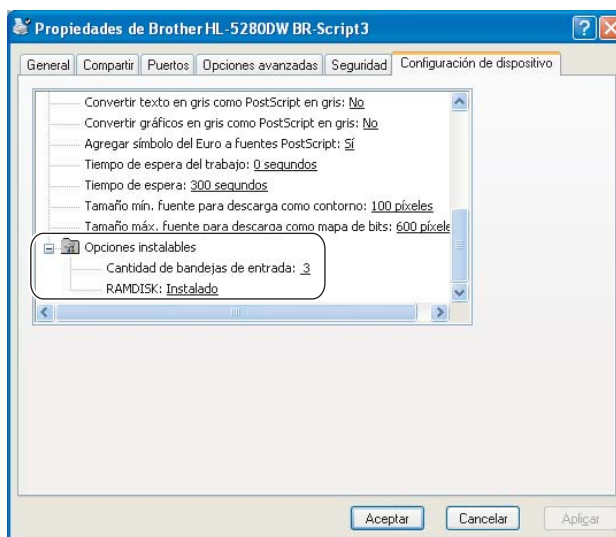 Propiedades de Brother HL-5280DW BR-Script3
General Compartir Puertos Opciones avanzadas Seguridad Configuración de dispositivo
Convertir texto en gris como PostScript en gris: No
Convertir gráficos en gris como PostScript en gris: No
Agregar símbolo del Euro a fuentes PostScript: Sí
Tiempo de espera del trabajo: 0 segundos
Tiempo de espera: 300 segundos
Tamaño mín. fuente para descarga como contorno: 100 píxeles
Tamaño máx. fuente para descarga como mapa de bits: 600 píxele
Opciones instalables
Cantidad de bandejas de entrada: 3
RAMDISK: Instalado
Aceptar Cancelar Aplicar